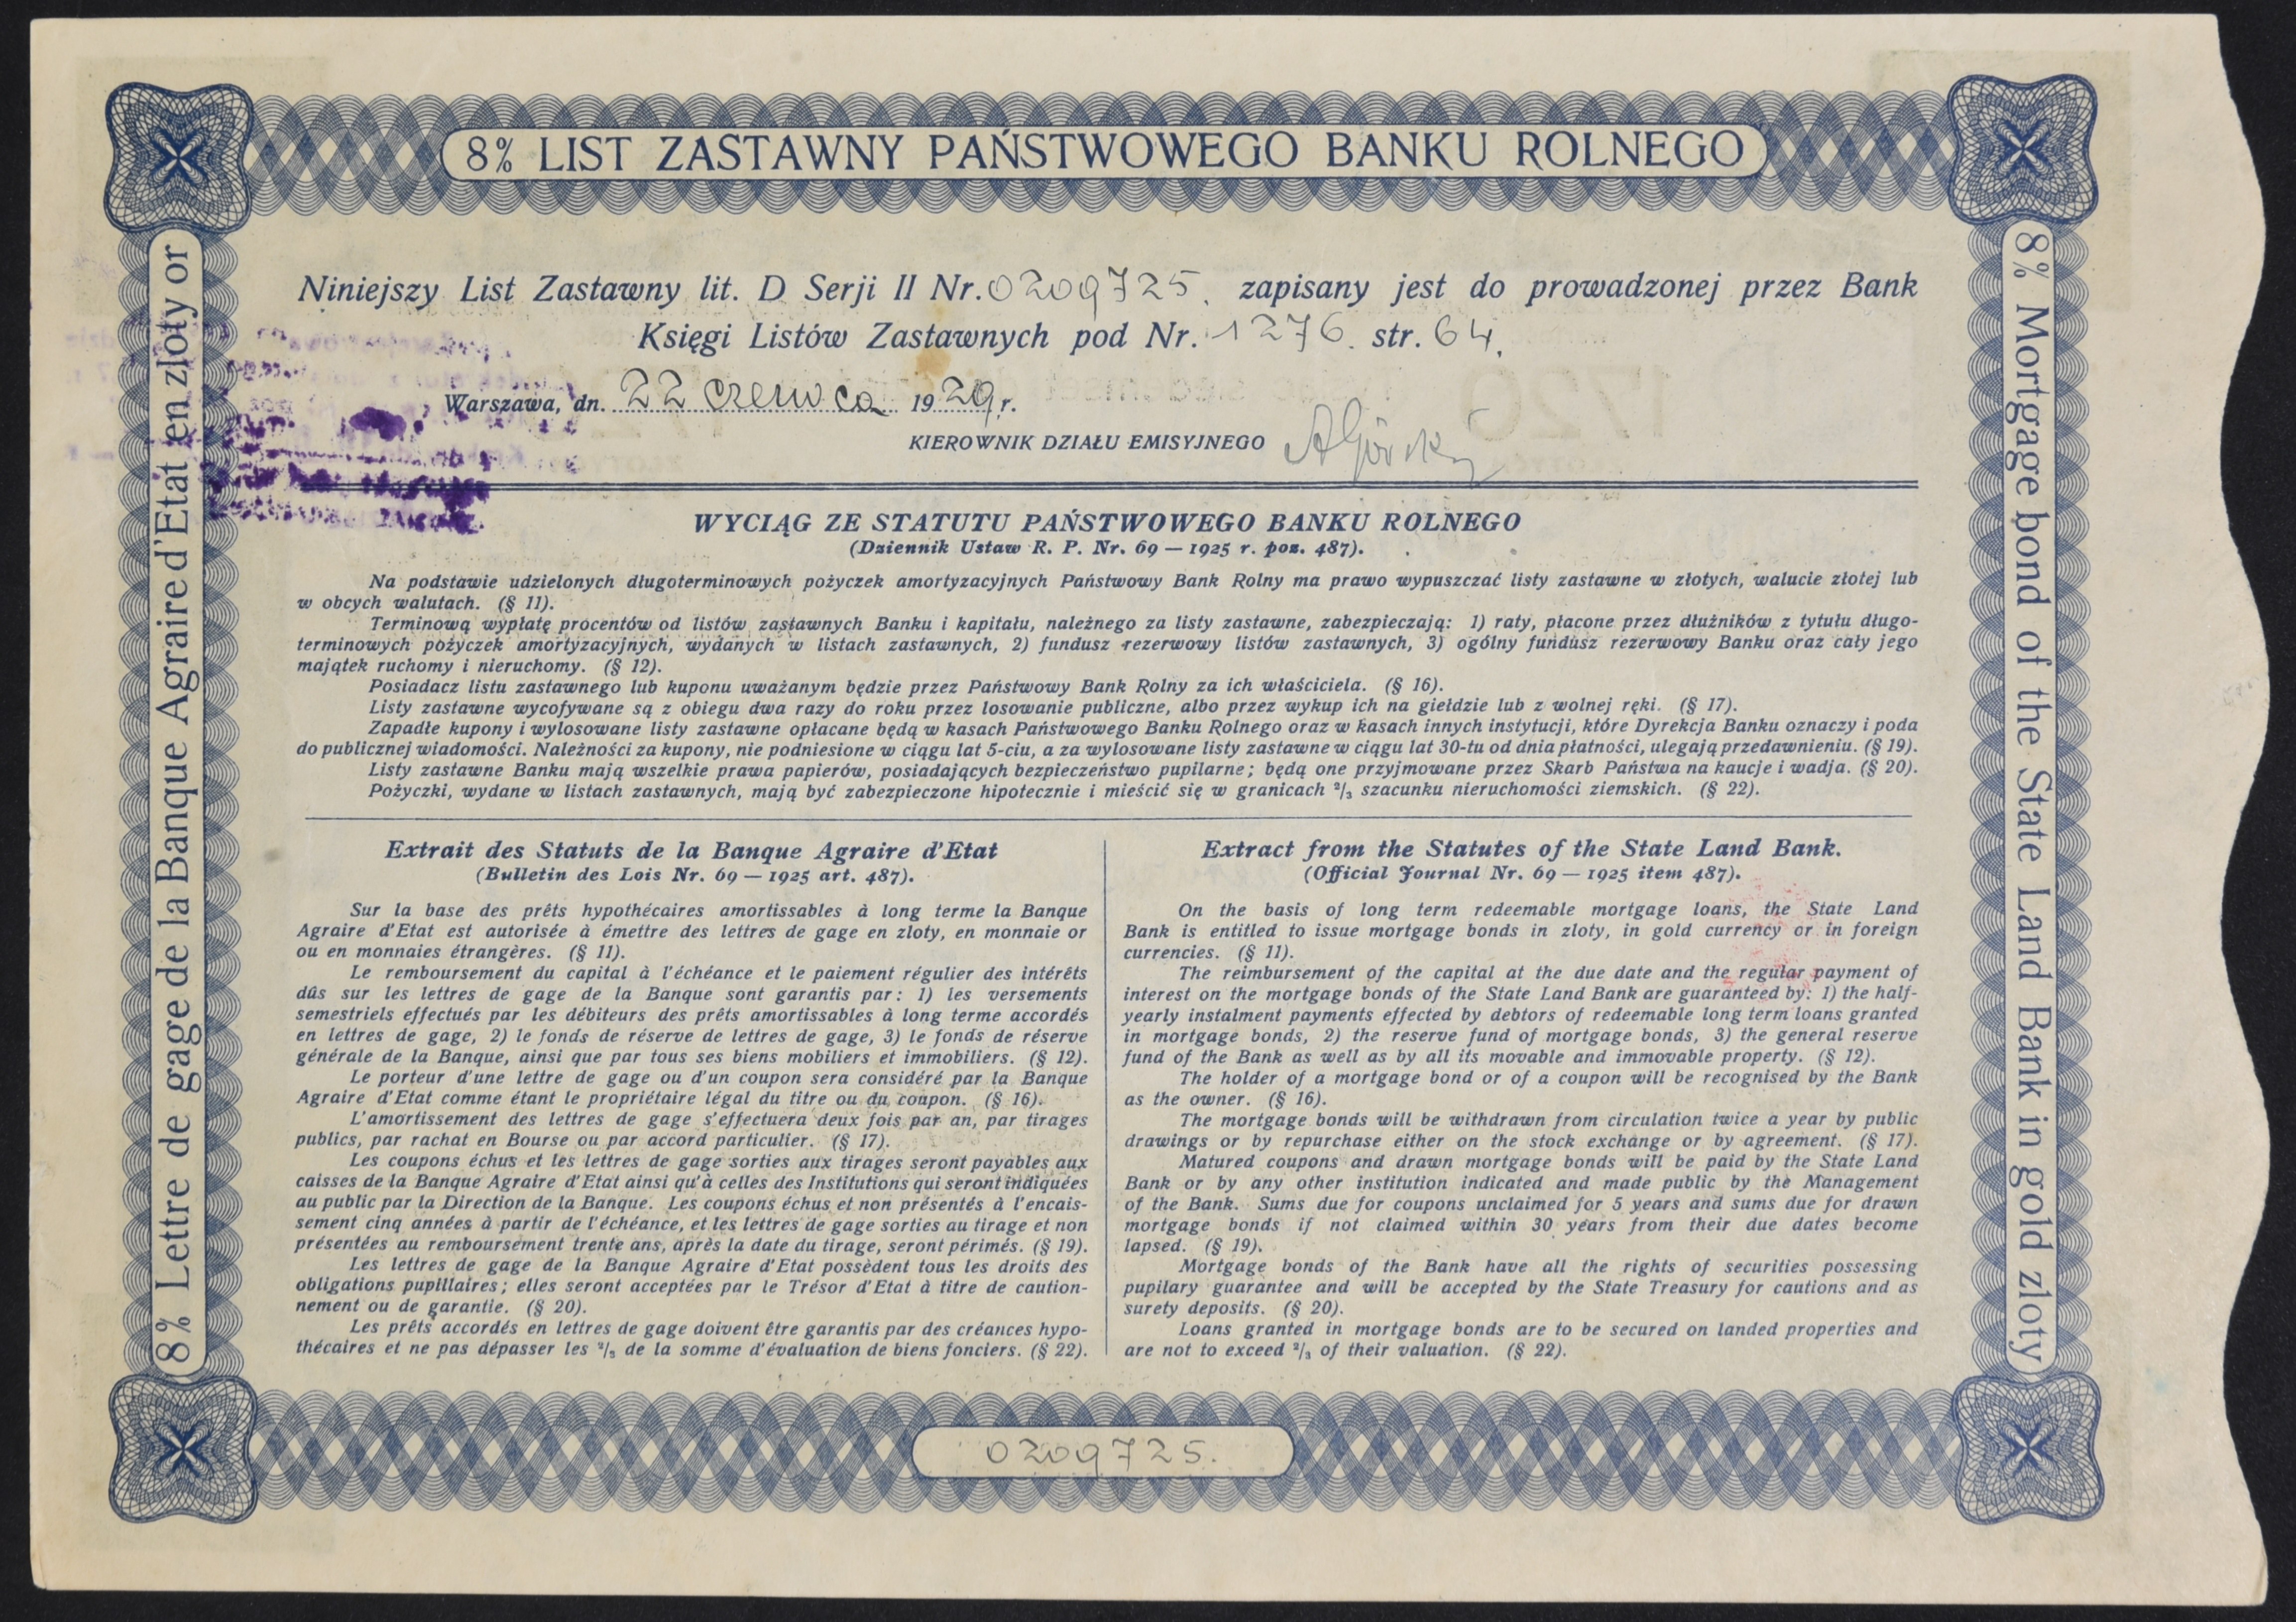 8% LIST ZASTAWNY PAŃSTWOWEGO BANKU ROLNEGO
8% Lettre de gage de la Banque Agraire d'Etat en zloty or
8% Mortgage bond of the State Land Bank in gold zloty
Niniejszy List Zastawny lit. D Serji II Nr. 0209725. zapisany jest do prowadzonej przez Bank
Księgi Listów Zastawnych pod Nr. 1276. str. 64.
Warszawa, dn. 22 czerwca 1929 r.
KIEROWNIK DZIAŁU EMISYJNEGO
WYCIĄG ZE STATUTU PAŃSTWOWEGO BANKU ROLNEGO
(Dziennik Ustaw R. P. Nr. 69 — 1925 r. poz. 487).
Na podstawie udzielonych długoterminowych pożyczek amortyzacyjnych Państwowy Bank Rolny ma prawo wypuszczać listy zastawne w złotych, walucie złotej lub
w obcych walutach. (§ 11).
Terminową wypłatę procentów od listów zastawnych Banku i kapitału, należnego za listy zastawne, zabezpieczają: 1) raty, płacone przez dłużników z tytułu długo-
terminowych pożyczek amortyzacyjnych, wydanych w listach zastawnych, 2) fundusz rezerwowy listów zastawnych, 3) ogólny fundusz rezerwowy Banku oraz cały jego
majątek ruchomy i nieruchomy. (§ 12).
Posiadacz listu zastawnego lub kuponu uważanym będzie przez Państwowy Bank Rolny za ich właściciela. (§ 16).
Listy zastawne wycofywane są z obiegu dwa razy do roku przez losowanie publiczne, albo przez wykup ich na giełdzie lub z wolnej ręki. (§ 17).
Zapadłe kupony i wylosowane listy zastawne opłacane będą w kasach Państwowego Banku Rolnego oraz w kasach innych instytucji, które Dyrekcja Banku oznaczy i poda
do publicznej wiadomości. Należności za kupony, nie podniesione w ciągu lat 5-ciu, a za wylosowane listy zastawne w ciągu lat 30-tu od dnia płatności, ulegają przedawnieniu. (§ 19).
Listy zastawne Banku mają wszelkie prawa papierów, posiadających bezpieczeństwo pupilarne; będą one przyjmowane przez Skarb Państwa na kaucje i wadja. (§ 20).
Pożyczki, wydane w listach zastawnych, mają być zabezpieczone hipotecznie i mieścić się w granicach ²/₃ szacunku nieruchomości ziemskich. (§ 22).
Extrait des Statuts de la Banque Agraire d'Etat
(Bulletin des Lois Nr. 69 — 1925 art. 487).
Sur la base des prêts hypothécaires amortissables à long terme la Banque
Agraire d'Etat est autorisée à émettre des lettres de gage en zloty, en monnaie or
ou en monnaies étrangères. (§ 11).
Le remboursement du capital à l'échéance et le paiement régulier des intérêts
dûs sur les lettres de gage de la Banque sont garantis par: 1) les versements
semestriels effectués par les débiteurs des prêts amortissables à long terme accordés
en lettres de gage, 2) le fonds de réserve de lettres de gage, 3) le fonds de réserve
générale de la Banque, ainsi que par tous ses biens mobiliers et immobiliers. (§ 12).
Le porteur d'une lettre de gage ou d'un coupon sera considéré par la Banque
Agraire d'Etat comme étant le propriétaire légal du titre ou du coupon. (§ 16).
L'amortissement des lettres de gage s'effectuera deux fois par an, par tirages
publics, par rachat en Bourse ou par accord particulier. (§ 17).
Les coupons échus et les lettres de gage sorties aux tirages seront payables aux
caisses de la Banque Agraire d'Etat ainsi qu'à celles des Institutions qui seront indiquées
au public par la Direction de la Banque. Les coupons échus et non présentés à l'encais-
sement cinq années à partir de l'échéance, et les lettres de gage sorties au tirage et non
présentées au remboursement trente ans, après la date du tirage, seront périmés. (§ 19).
Les lettres de gage de la Banque Agraire d'Etat possèdent tous les droits des
obligations pupillaires; elles seront acceptées par le Trésor d'Etat à titre de caution-
nement ou de garantie. (§ 20).
Les prêts accordés en lettres de gage doivent être garantis par des créances hypo-
thécaires et ne pas dépasser les ²/₃ de la somme d'évaluation de biens fonciers. (§ 22).
Extract from the Statutes of the State Land Bank.
(Official Journal Nr. 69 — 1925 item 487).
On the basis of long term redeemable mortgage loans, the State Land
Bank is entitled to issue mortgage bonds in zloty, in gold currency or in foreign
currencies. (§ 11).
The reimbursement of the capital at the due date and the regular payment of
interest on the mortgage bonds of the State Land Bank are guaranteed by: 1) the half-
yearly instalment payments effected by debtors of redeemable long term loans granted
in mortgage bonds, 2) the reserve fund of mortgage bonds, 3) the general reserve
fund of the Bank as well as by all its movable and immovable property. (§ 12).
The holder of a mortgage bond or of a coupon will be recognised by the Bank
as the owner. (§ 16).
The mortgage bonds will be withdrawn from circulation twice a year by public
drawings or by repurchase either on the stock exchange or by agreement. (§ 17).
Matured coupons and drawn mortgage bonds will be paid by the State Land
Bank or by any other institution indicated and made public by the Management
of the Bank. Sums due for coupons unclaimed for 5 years and sums due for drawn
mortgage bonds if not claimed within 30 years from their due dates become
lapsed. (§ 19).
Mortgage bonds of the Bank have all the rights of securities possessing
pupilary guarantee and will be accepted by the State Treasury for cautions and as
surety deposits. (§ 20).
Loans granted in mortgage bonds are to be secured on landed properties and
are not to exceed ²/₃ of their valuation. (§ 22).
0209725.